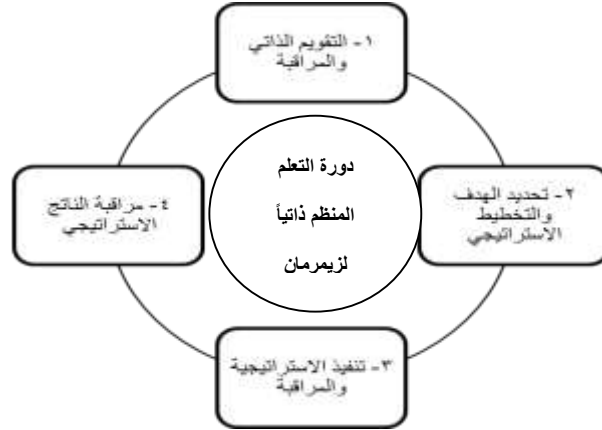 ١- التقويم الذاتي
والمراقبة
دورة التعلم
المنظم ذاتياً
لزيمرمان
٢- تحديد الهدف
والتخطيط
الاستراتيجي
٣- تنفيذ الاستراتيجية
والمراقبة
٤- مراقبة الناتج
الاستراتيجي